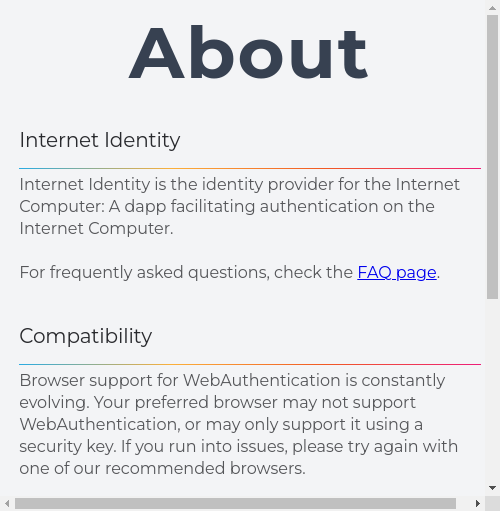 About
Internet Identity
Internet Identity is the identity provider for the Internet
Computer: A dapp facilitating authentication on the
Internet Computer.
For frequently asked questions, check the FAQ page.
Compatibility
Browser support for WebAuthentication is constantly
evolving. Your preferred browser may not support
WebAuthentication, or may only support it using a
security key. If you run into issues, please try again with
one of our recommended browsers.